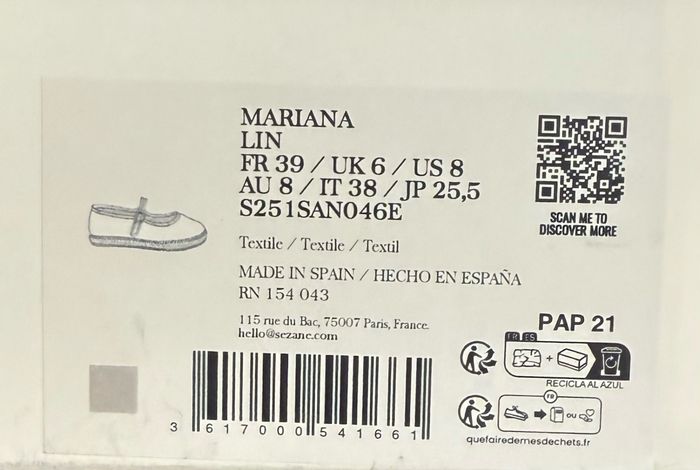 MARIANA
LIN
FR 39 / UK 6 / US 8
AU 8 / IT 38 / JP 25,5
S251SAN046E
Textile / Textile / Textil
MADE IN SPAIN / HECHO EN ESPAÑA
RN 154 043
115 rue du Bac, 75007 Paris, France.
hello@sezane.com
3 617000 541661
SCAN ME TO
DISCOVER MORE
PAP 21
FR ES
+
RECICLA AL AZUL
FR
OU
quefairedemesdechets.fr